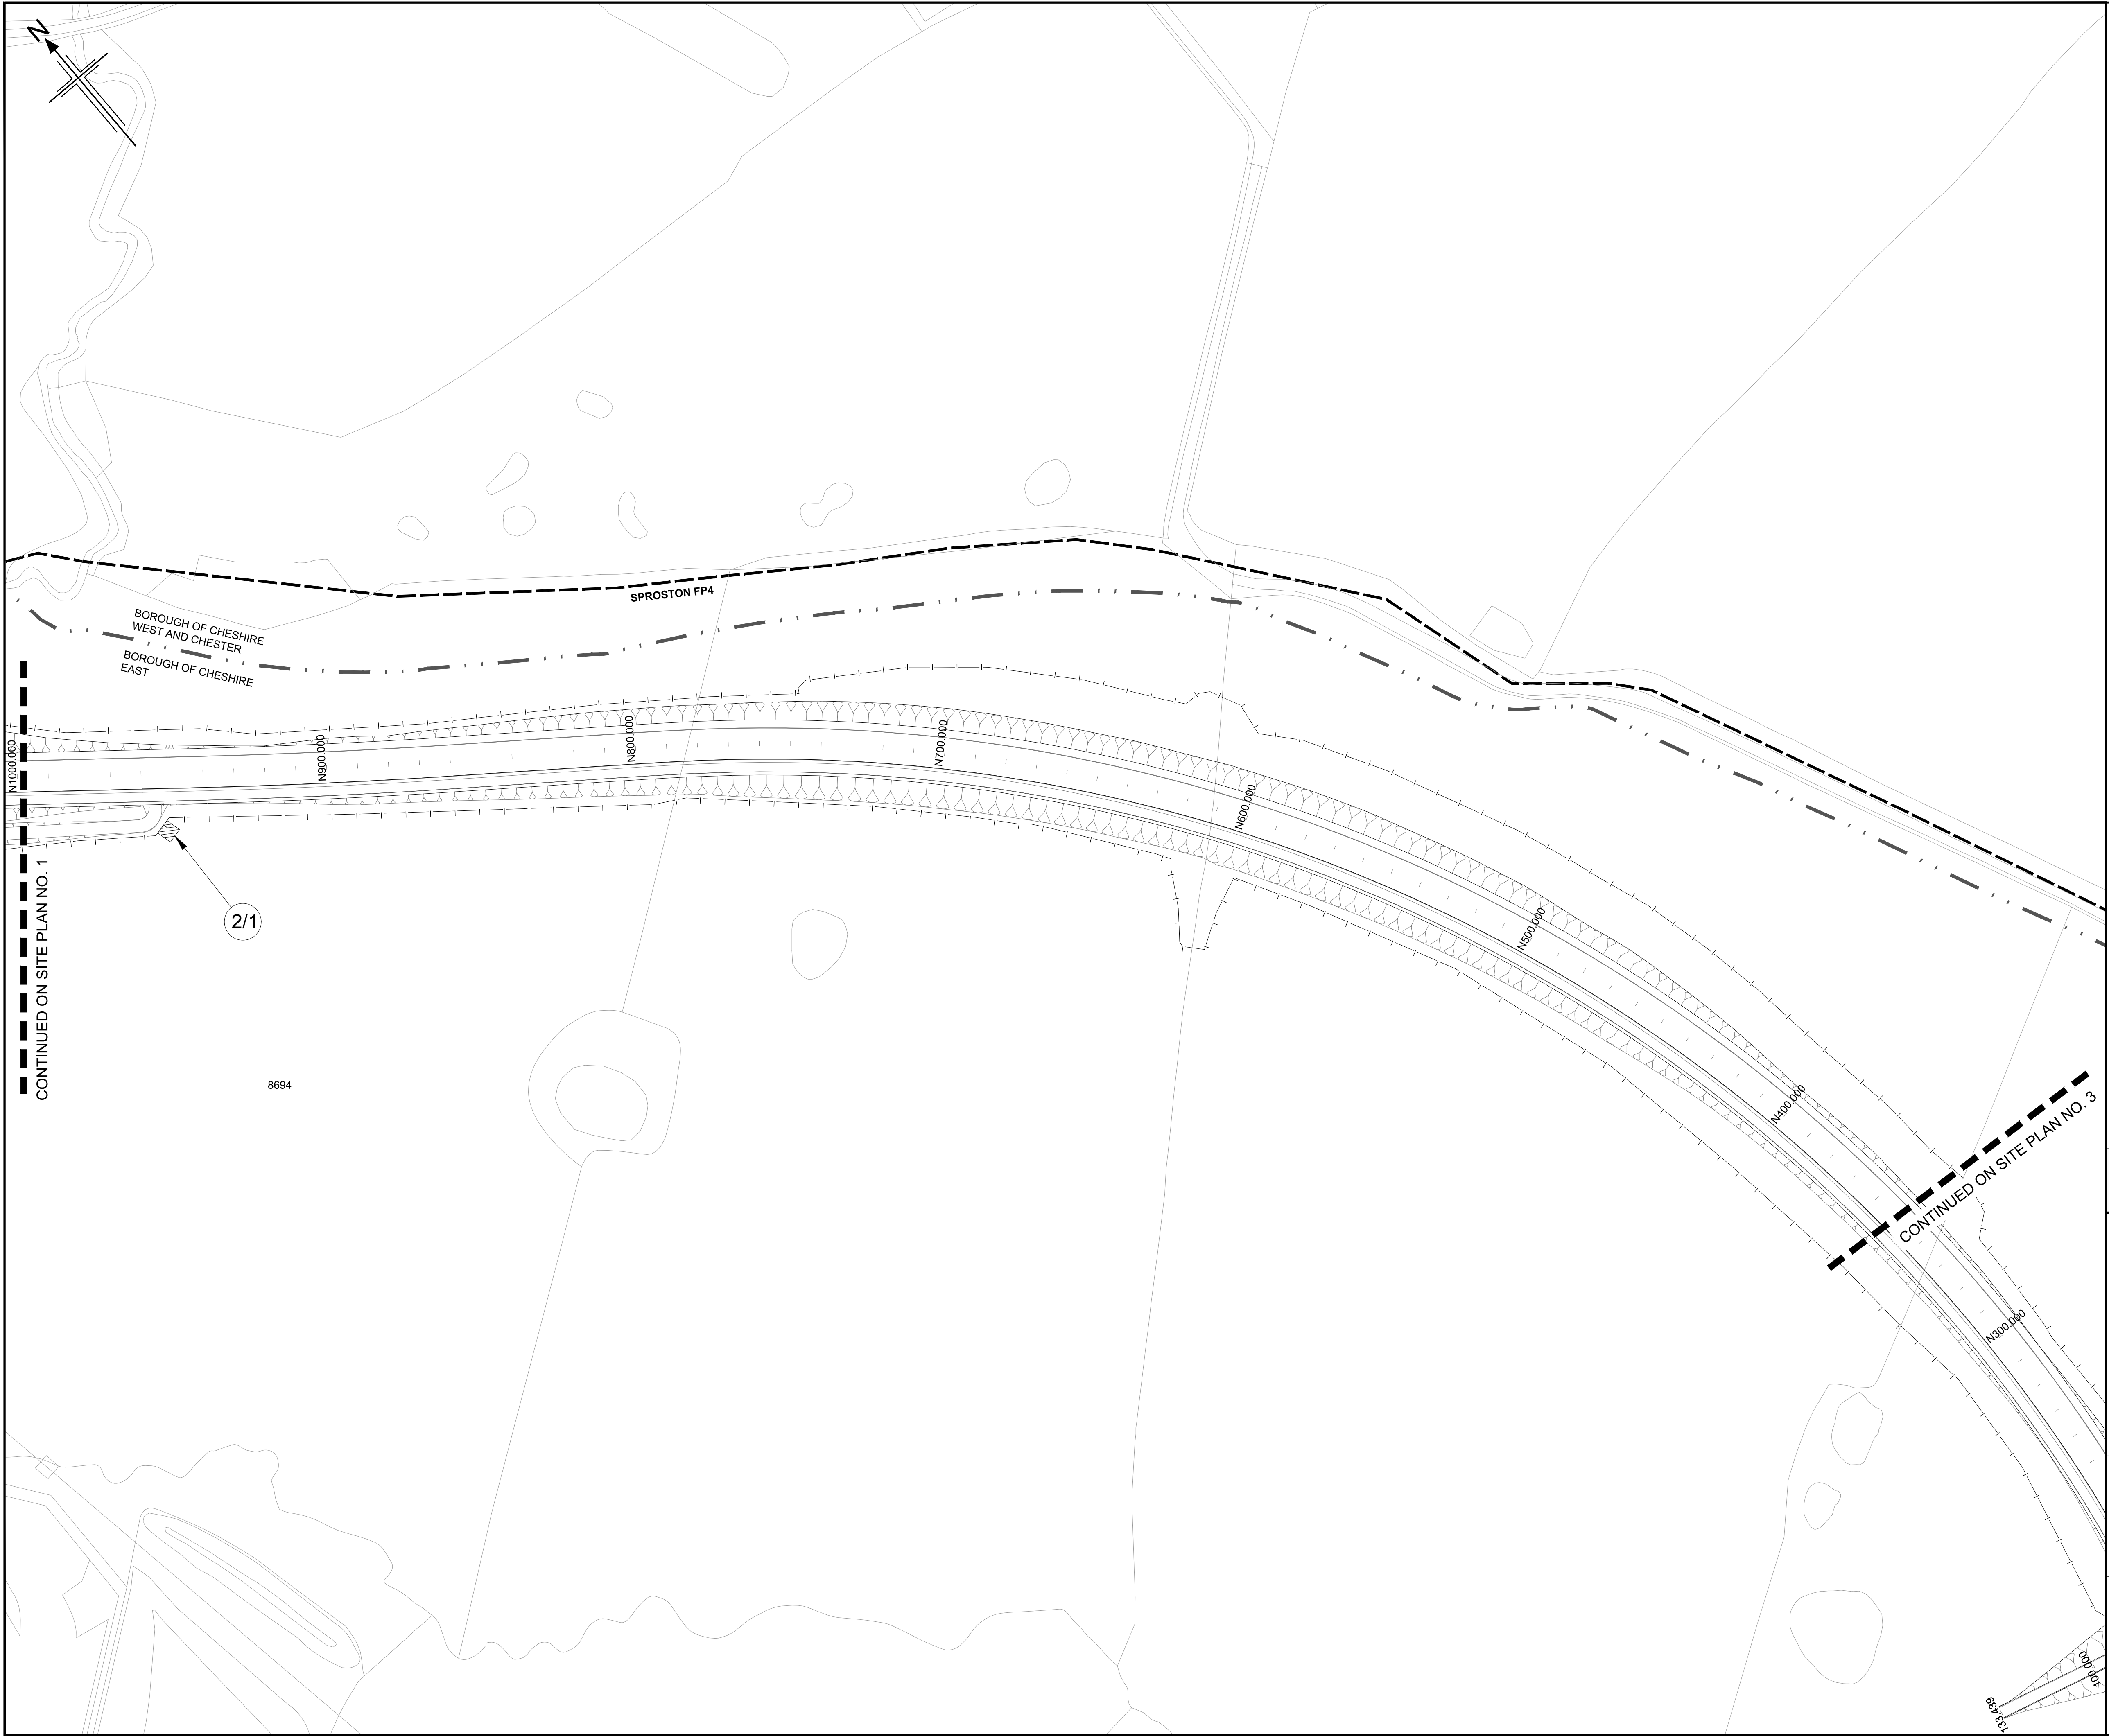 N
SPROSTON FP4
BOROUGH OF CHESHIRE
WEST AND CHESTER
BOROUGH OF CHESHIRE
EAST
N1000.000
N900.000
N800.000
N700.000
N600.000
N500.000
N400.000
N300.000
CONTINUED ON SITE PLAN NO. 1
2/1
8694
CONTINUED ON SITE PLAN NO. 3
100.000
133.439